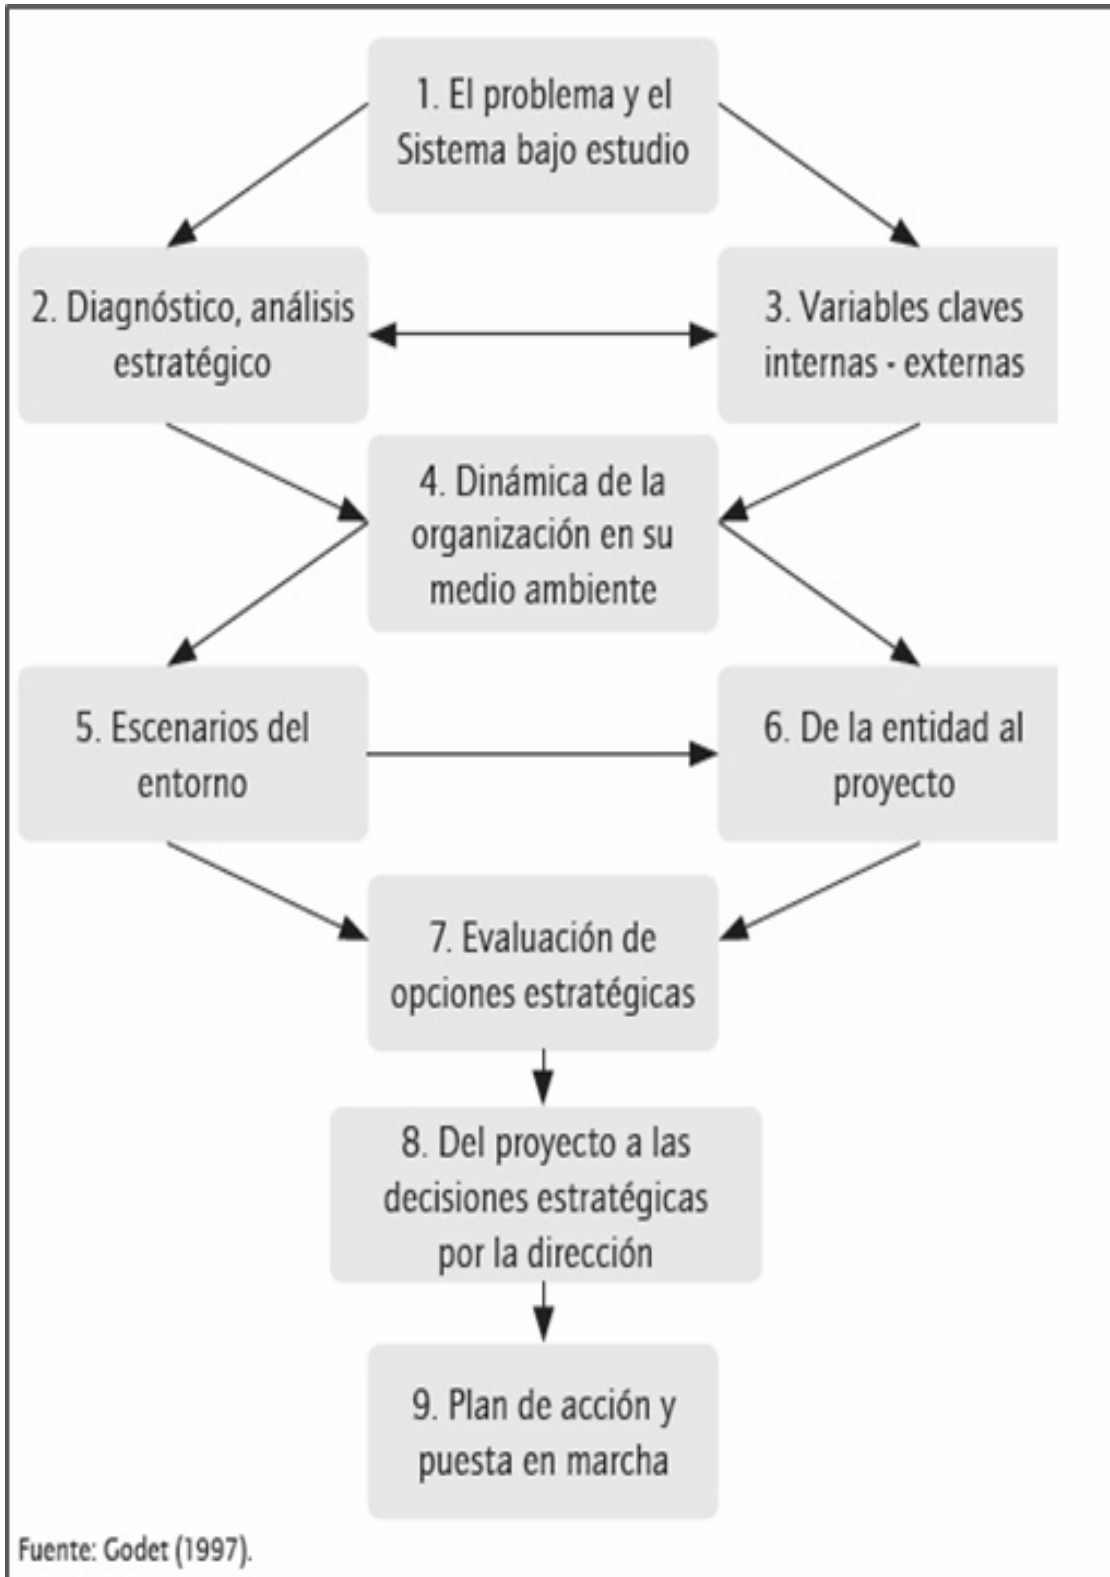 1. El problema y el
Sistema bajo estudio
2. Diagnóstico, análisis
estratégico
3. Variables claves
internas - externas
4. Dinámica de la
organización en su
medio ambiente
5. Escenarios del
entorno
6. De la entidad al
proyecto
7. Evaluación de
opciones estratégicas
8. Del proyecto a las
decisiones estratégicas
por la dirección
9. Plan de acción y
puesta en marcha
Fuente: Godet (1997).